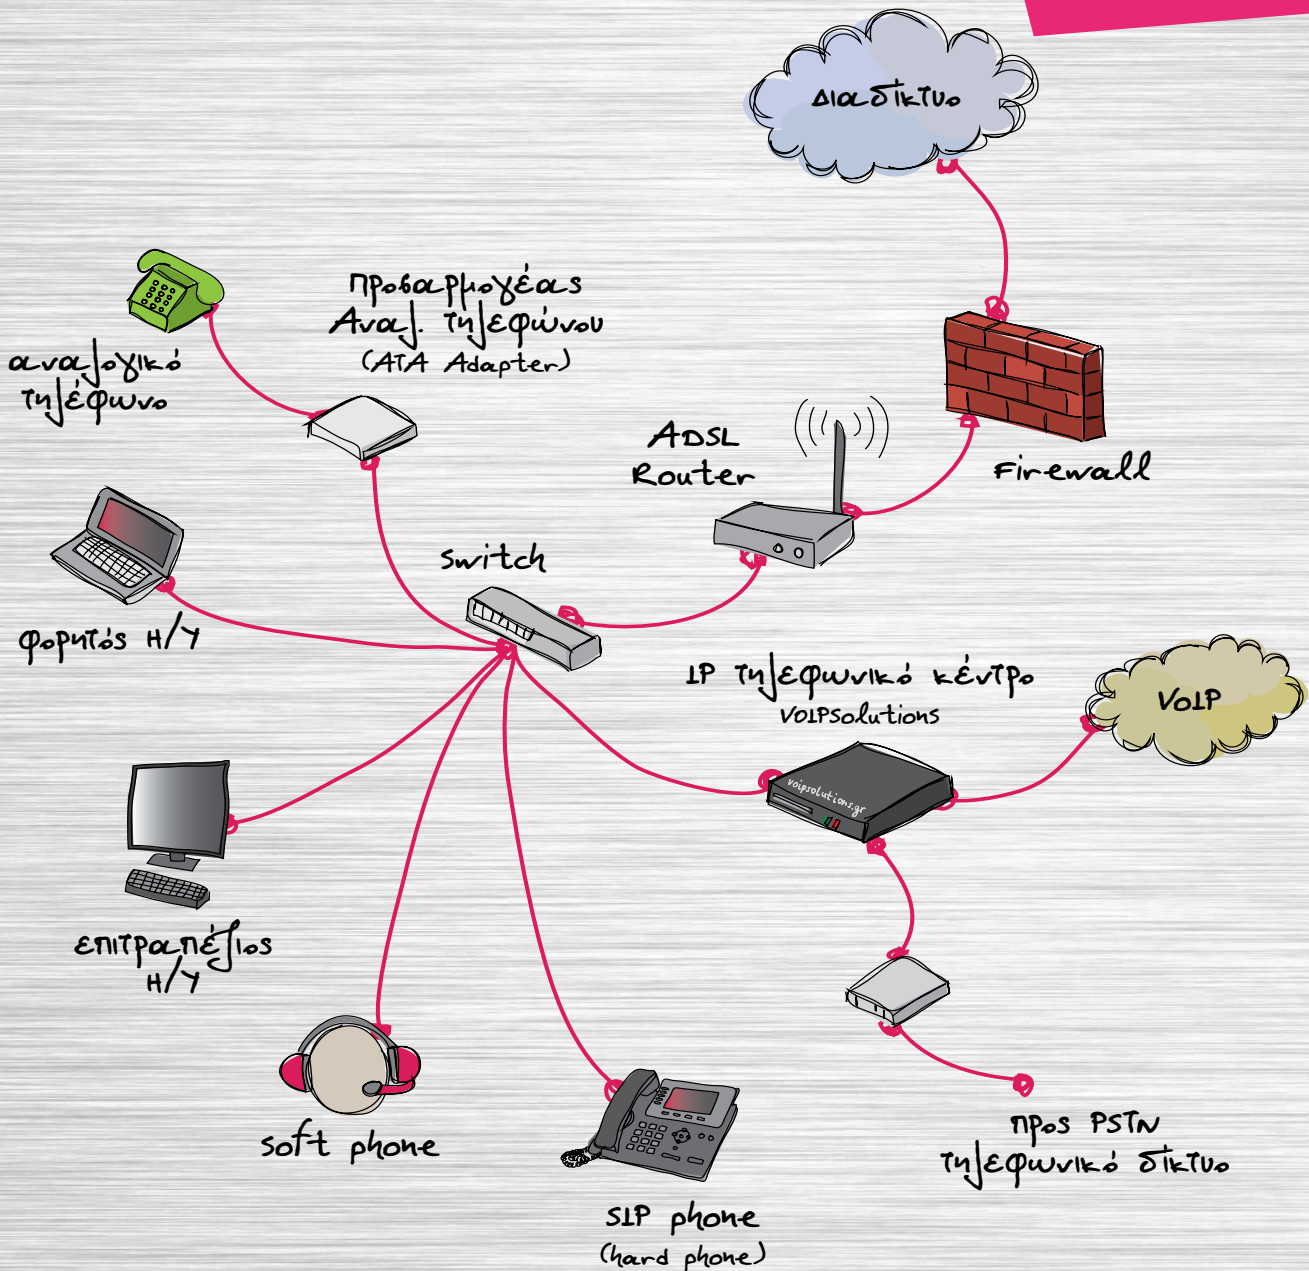 Διαδίκτυο
Προσαρμογέας
Αναλ. τηλεφώνου
(ATA Adapter)
αναλογικό
τηλέφωνο
ADSL
Router
Firewall
switch
φορητός Η/Υ
IP τηλεφωνικό κέντρο
VOIPsolutions
VOIP
voipsolutions.gr
επιτραπέζιος
Η/Υ
soft phone
προς PSTN
τηλεφωνικό δίκτυο
SIP phone
(hard phone)